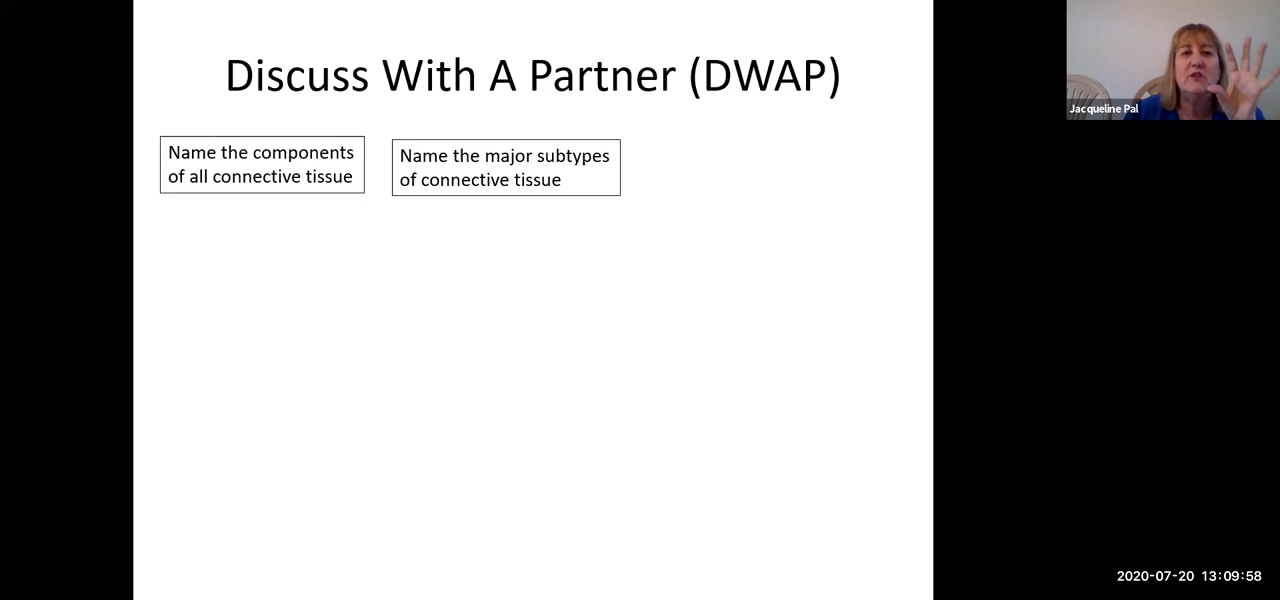 Discuss With A Partner (DWAP)
Name the components
of all connective tissue
Name the major subtypes
of connective tissue
Jacqueline Pal
2020-07-20 13:09:58